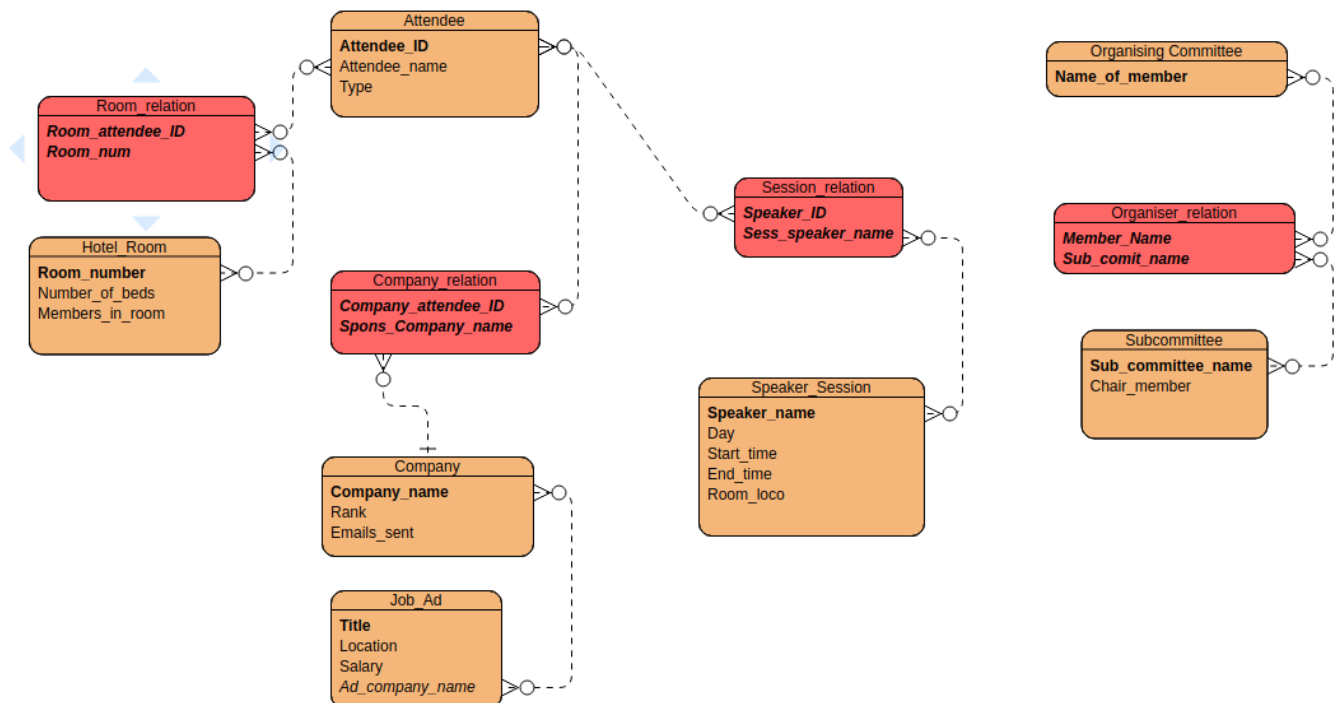 Attendee
Attendee_ID
Attendee_name
Type
Organising Committee
Name_of_member
Room_relation
Room_attendee_ID
Room_num
Session_relation
Speaker_ID
Sess_speaker_name
Organiser_relation
Member_Name
Sub_comit_name
Hotel_Room
Room_number
Number_of_beds
Members_in_room
Company_relation
Company_attendee_ID
Spons_Company_name
Subcommittee
Sub_committee_name
Chair_member
Speaker_Session
Speaker_name
Day
Start_time
End_time
Room_loco
Company
Company_name
Rank
Emails_sent
Job_Ad
Title
Location
Salary
Ad_company_name